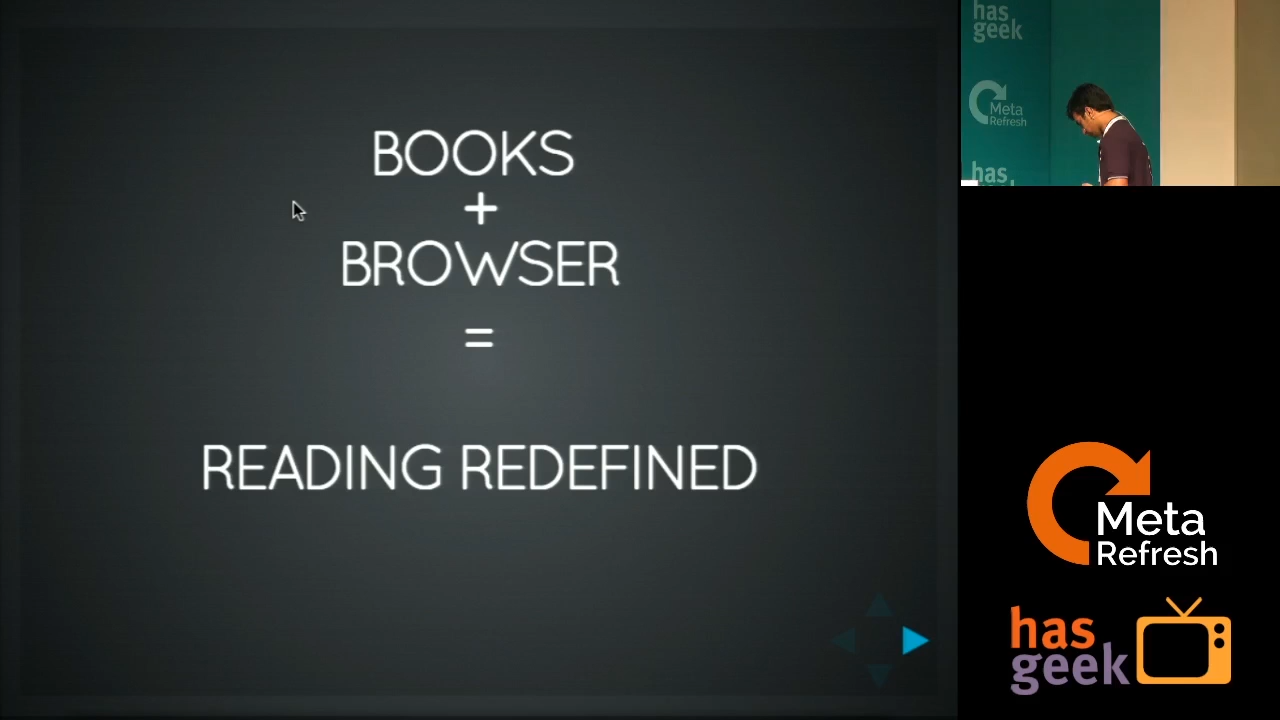 BOOKS
+
BROWSER
=
READING REDEFINED
has
geek
Meta
Refresh
has
Meta
Refresh
has
geek